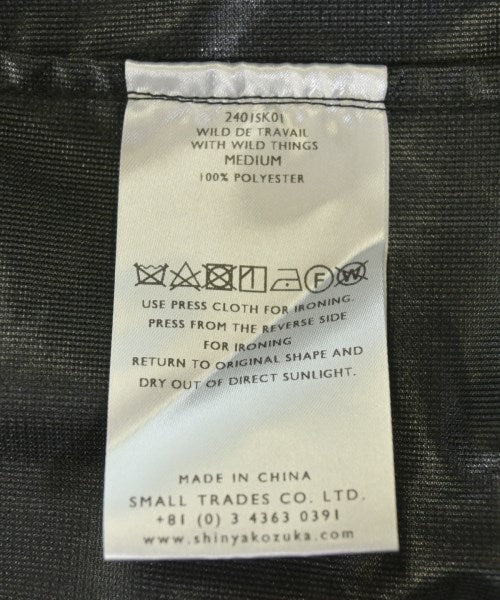 2401SK01
WILD DE TRAVAIL
WITH WILD THINGS
MEDIUM
100% POLYESTER
F W
USE PRESS CLOTH FOR IRONING.
PRESS FROM THE REVERSE SIDE
FOR IRONING
RETURN TO ORIGINAL SHAPE AND
DRY OUT OF DIRECT SUNLIGHT.
MADE IN CHINA
SMALL TRADES CO. LTD.
+81 (0) 3 4363 0391
www.shinyakozuka.com